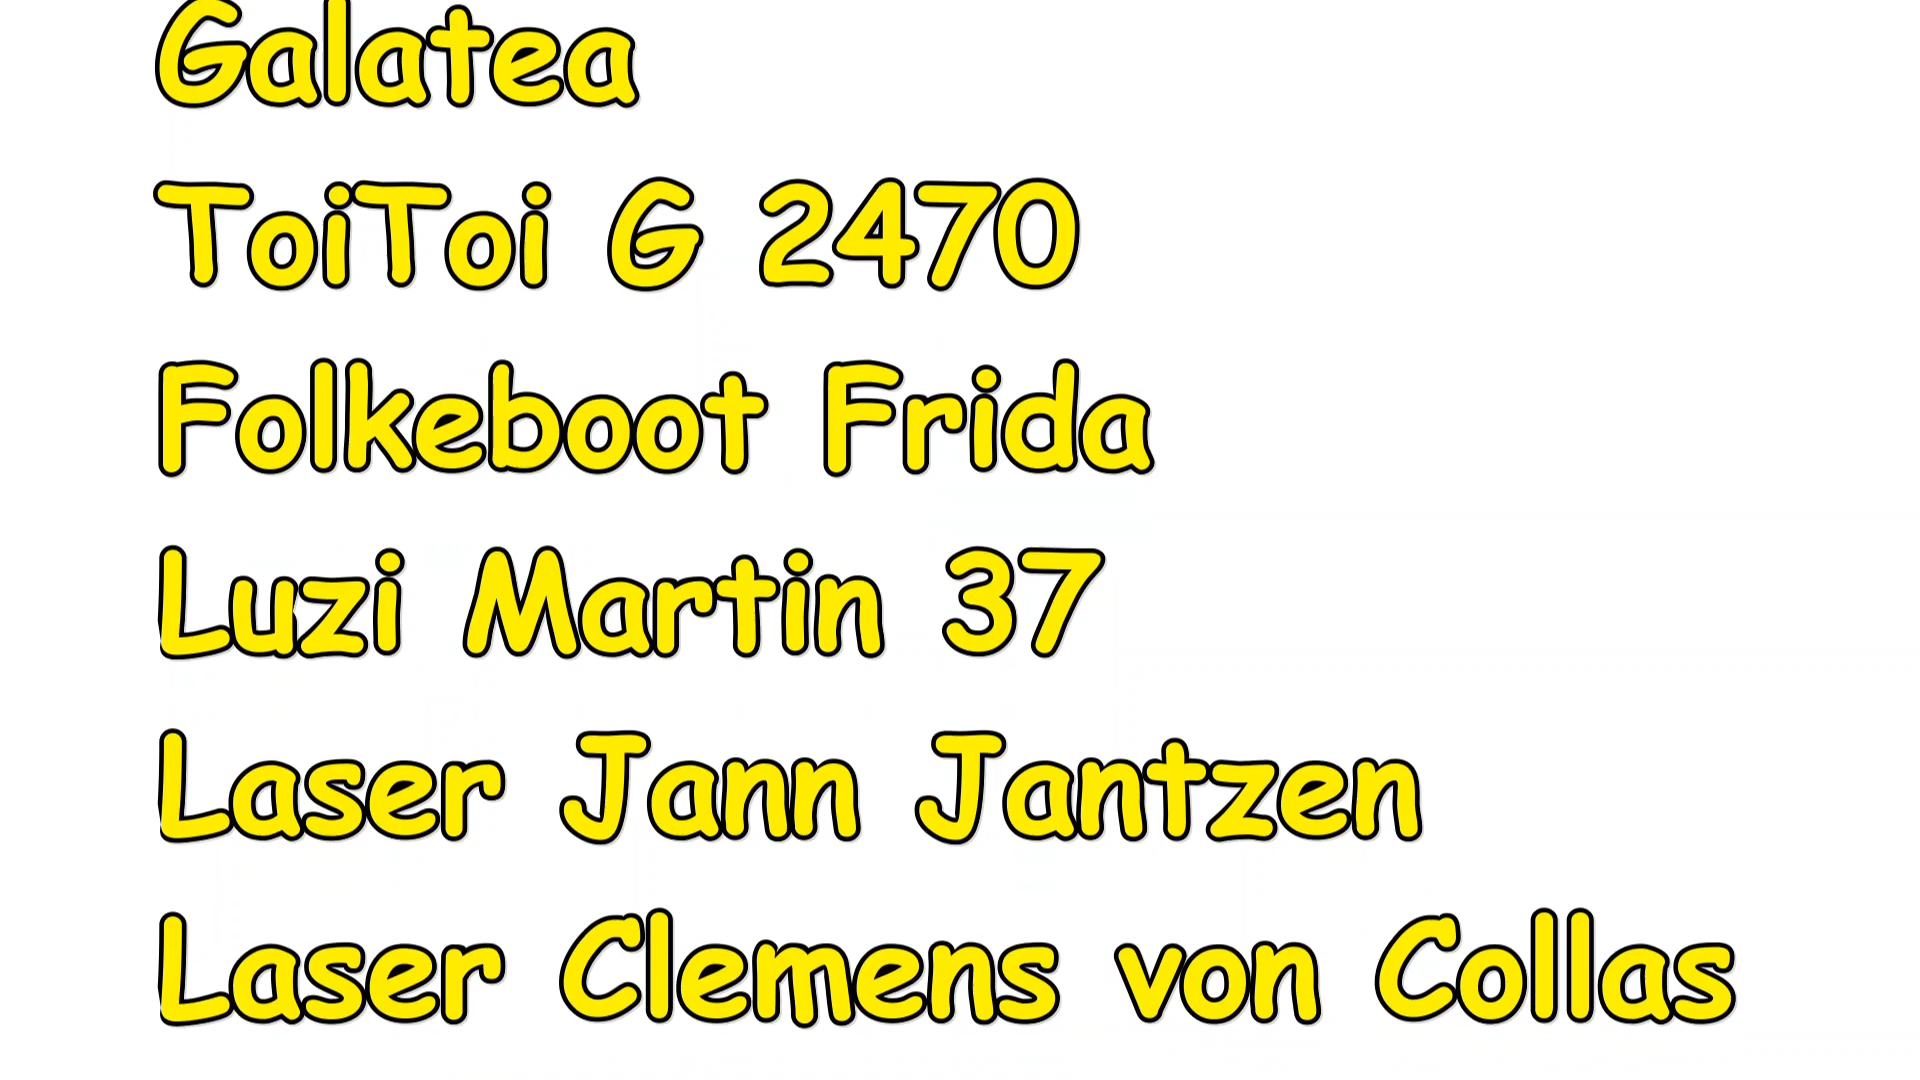 Galatea
ToiToi G 2470
Folkeboot Frida
Luzi Martin 37
Laser Jann Jantzen
Laser Clemens von Collas